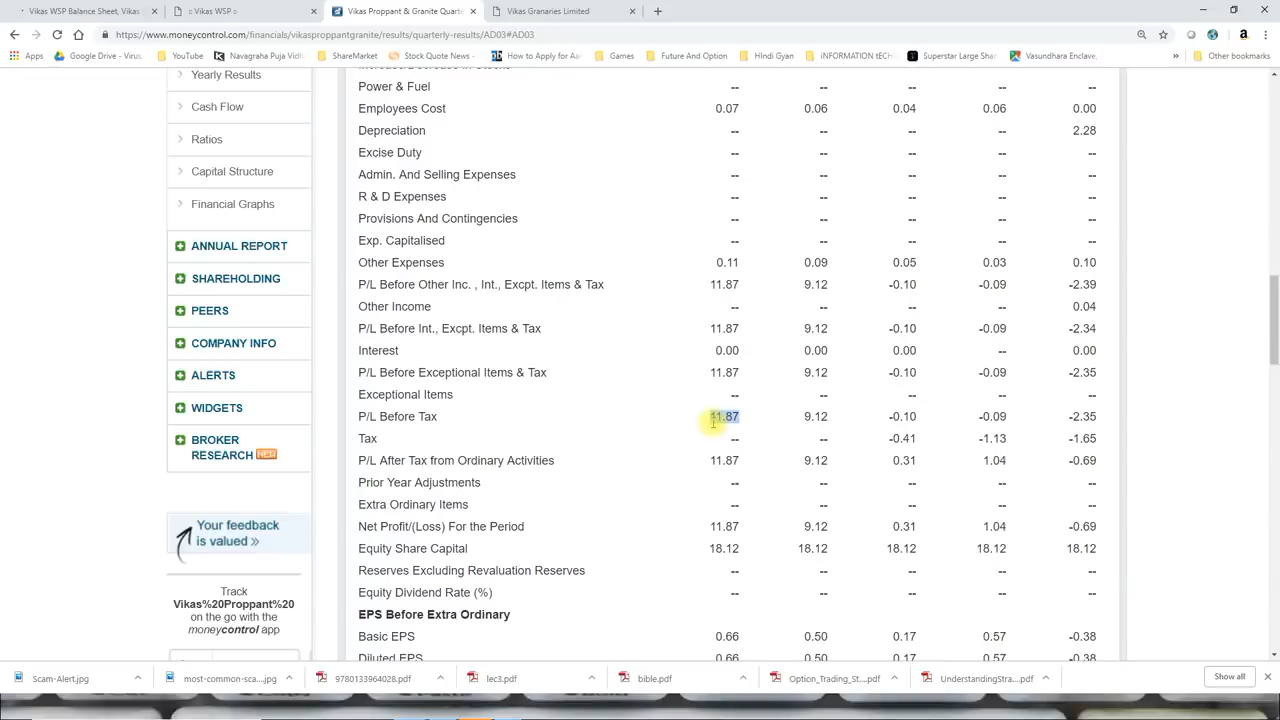 Vikas WSP Balance Sheet, Vikas
:: Vikas WSP ::
Vikas Proppant & Granite Quarte
Vikas Granaries Limited
https://www.moneycontrol.com/financials/vikasproppantgranite/results/quarterly-results/AD03#AD03
Apps
Google Drive - Virus
YouTube
Navagraha Puja Vidh
ShareMarket
Stock Quote News -
How to Apply for Aa
Games
Future And Option
HIndi Gyan
iNFORMATION tECH
Superstar Large Shar
Vasundhara Enclave,
»
Other bookmarks
Yearly Results
Cash Flow
Ratios
Capital Structure
Financial Graphs
ANNUAL REPORT
SHAREHOLDING
PEERS
COMPANY INFO
ALERTS
WIDGETS
BROKER
RESEARCH NEW
Your feedback
is valued »
Track
Vikas%20Proppant%20
on the go with the
moneycontrol app
Power & Fuel -- -- -- -- --
Employees Cost 0.07 0.06 0.04 0.06 0.00
Depreciation -- -- -- -- 2.28
Excise Duty -- -- -- -- --
Admin. And Selling Expenses -- -- -- -- --
R & D Expenses -- -- -- -- --
Provisions And Contingencies -- -- -- -- --
Exp. Capitalised -- -- -- -- --
Other Expenses 0.11 0.09 0.05 0.03 0.10
P/L Before Other Inc. , Int., Excpt. Items & Tax 11.87 9.12 -0.10 -0.09 -2.39
Other Income -- -- -- -- 0.04
P/L Before Int., Excpt. Items & Tax 11.87 9.12 -0.10 -0.09 -2.34
Interest 0.00 0.00 0.00 -- 0.00
P/L Before Exceptional Items & Tax 11.87 9.12 -0.10 -0.09 -2.35
Exceptional Items -- -- -- -- --
P/L Before Tax 11.87 9.12 -0.10 -0.09 -2.35
Tax -- -- -0.41 -1.13 -1.65
P/L After Tax from Ordinary Activities 11.87 9.12 0.31 1.04 -0.69
Prior Year Adjustments -- -- -- -- --
Extra Ordinary Items -- -- -- -- --
Net Profit/(Loss) For the Period 11.87 9.12 0.31 1.04 -0.69
Equity Share Capital 18.12 18.12 18.12 18.12 18.12
Reserves Excluding Revaluation Reserves -- -- -- -- --
Equity Dividend Rate (%) -- -- -- -- --
EPS Before Extra Ordinary
Basic EPS 0.66 0.50 0.17 0.57 -0.38
Diluted EPS 0.66 0.50 0.17 0.57 -0.38
Scam-Alert.jpg
most-common-sca....jpg
9780133964028.pdf
lec3.pdf
bible.pdf
Option_Trading_St....pdf
UnderstandingStra....pdf
Show all